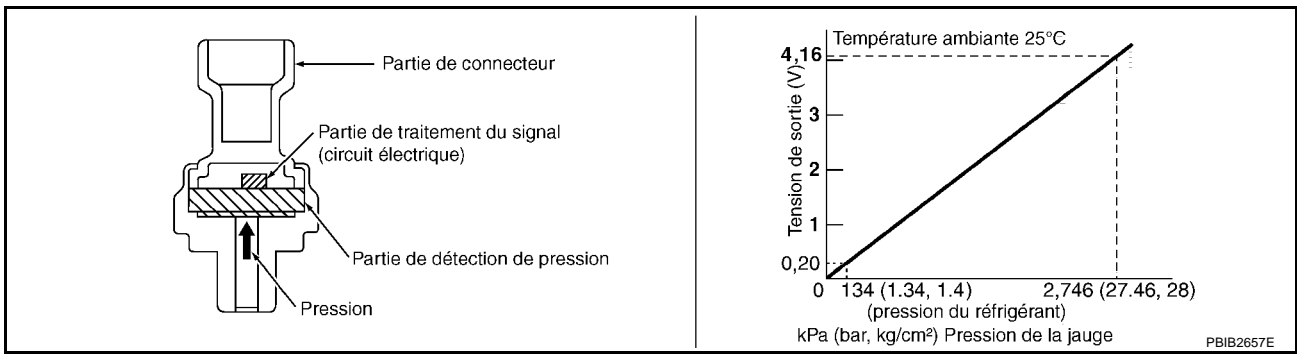 Partie de connecteur
Partie de traitement du signal
(circuit électrique)
Partie de détection de pression
Pression
Température ambiante 25°C
Tension de sortie (V)
4,16
3
2
1
0,20
0 134 (1.34, 1.4) 2,746 (27.46, 28)
(pression du réfrigérant)
kPa (bar, kg/cm²) Pression de la jauge
PBIB2657E